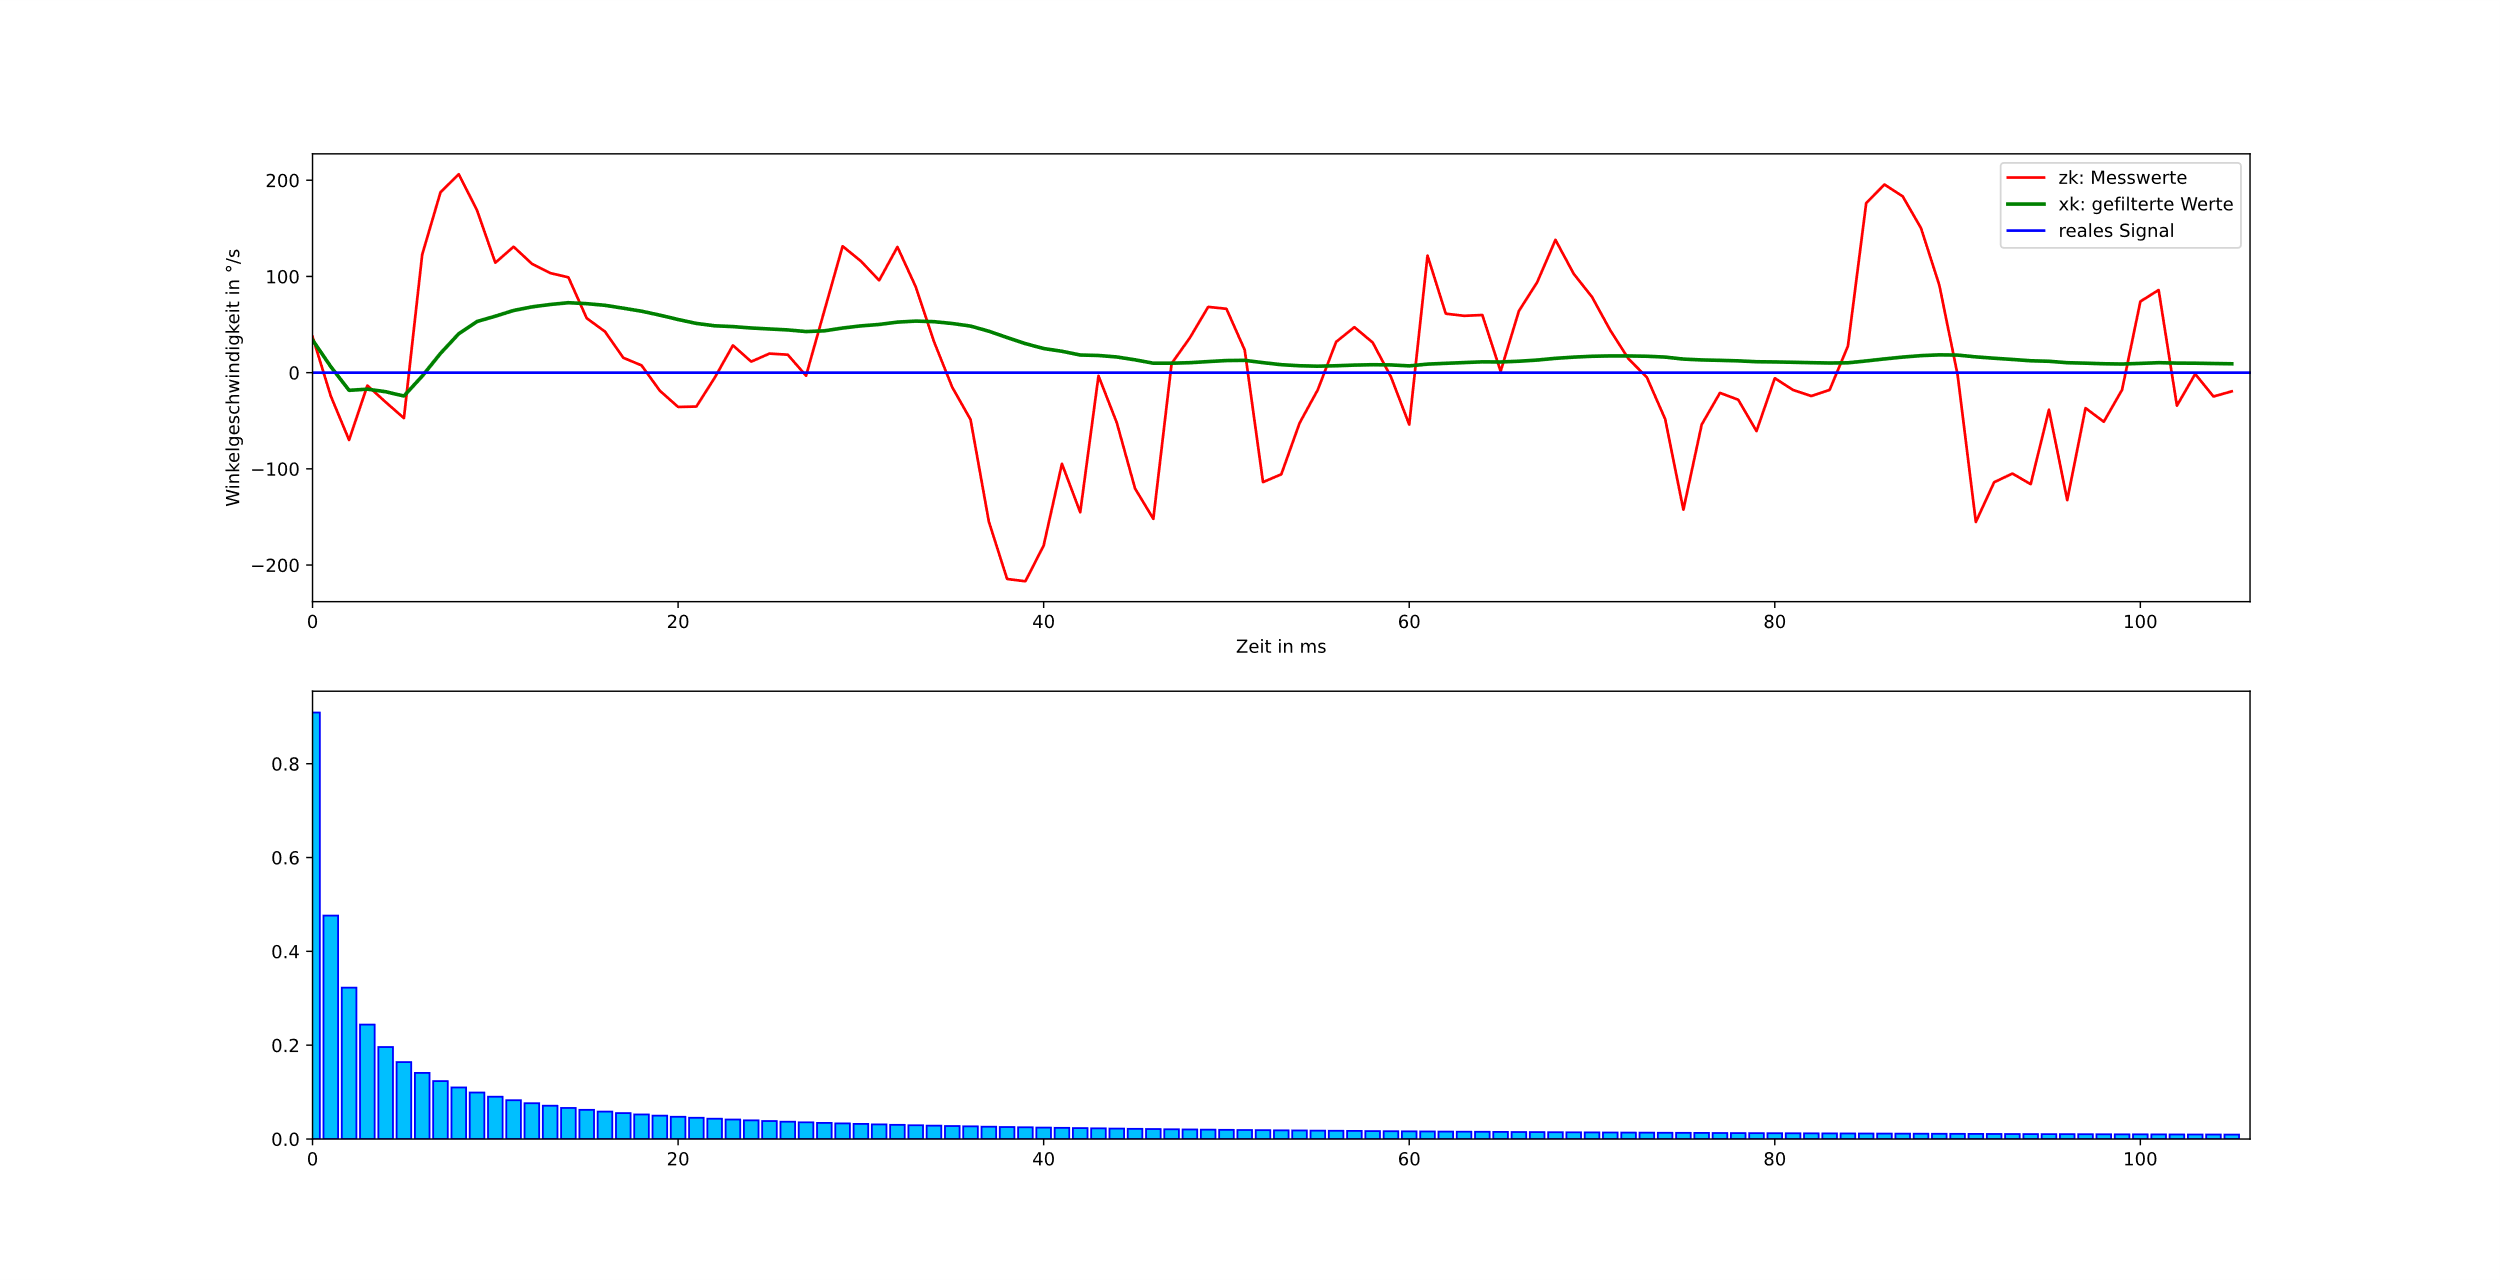 200
100
0
−100
−200
Winkelgeschwindigkeit in °/s
zk: Messwerte
xk: gefilterte Werte
reales Signal
0 20 40 60 80 100
Zeit in ms
0.8
0.6
0.4
0.2
0.0
0 20 40 60 80 100